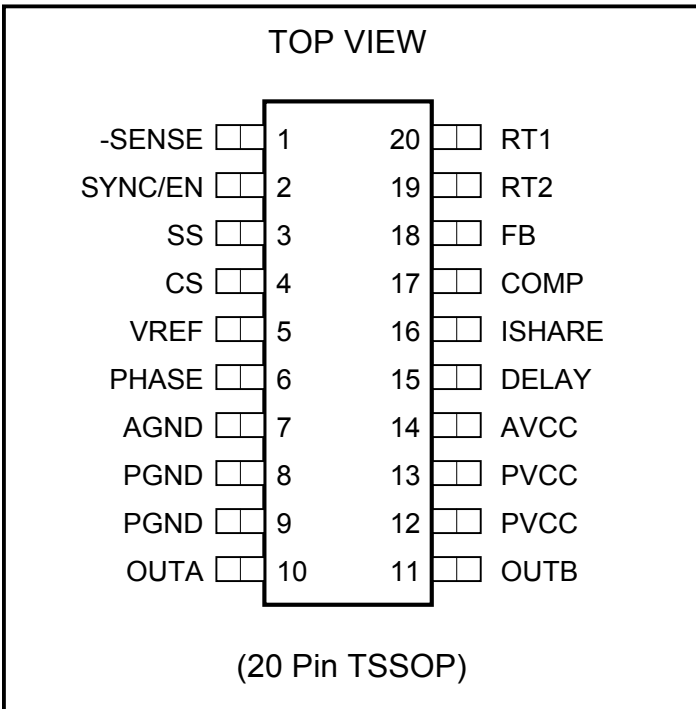 TOP VIEW
-SENSE 1 20 RT1
SYNC/EN 2 19 RT2
SS 3 18 FB
CS 4 17 COMP
VREF 5 16 ISHARE
PHASE 6 15 DELAY
AGND 7 14 AVCC
PGND 8 13 PVCC
PGND 9 12 PVCC
OUTA 10 11 OUTB
(20 Pin TSSOP)